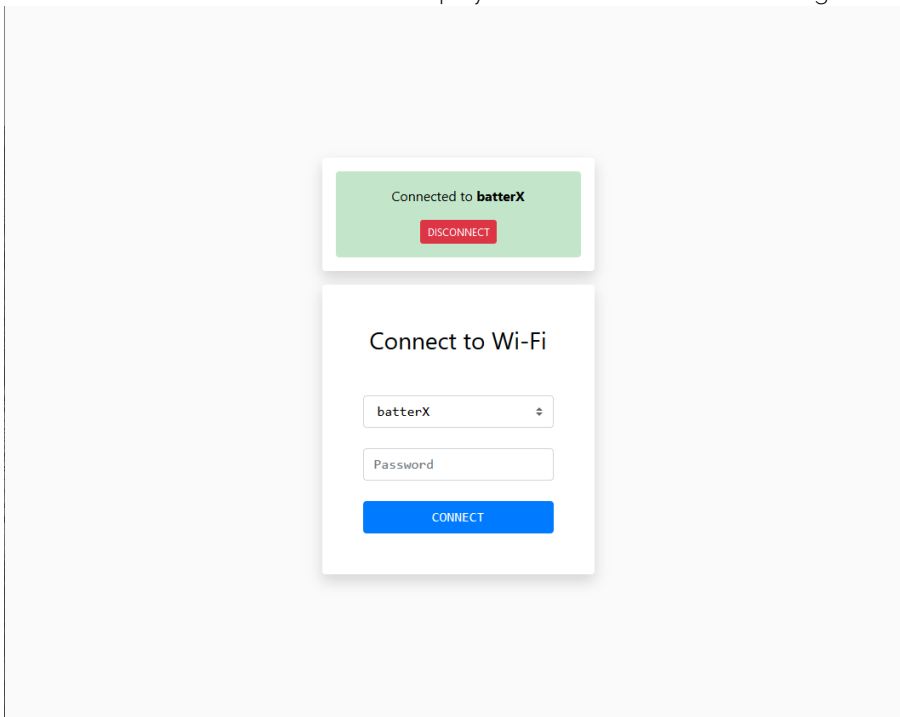 Connected to batterX
DISCONNECT
Connect to Wi-Fi
batterX
Password
CONNECT